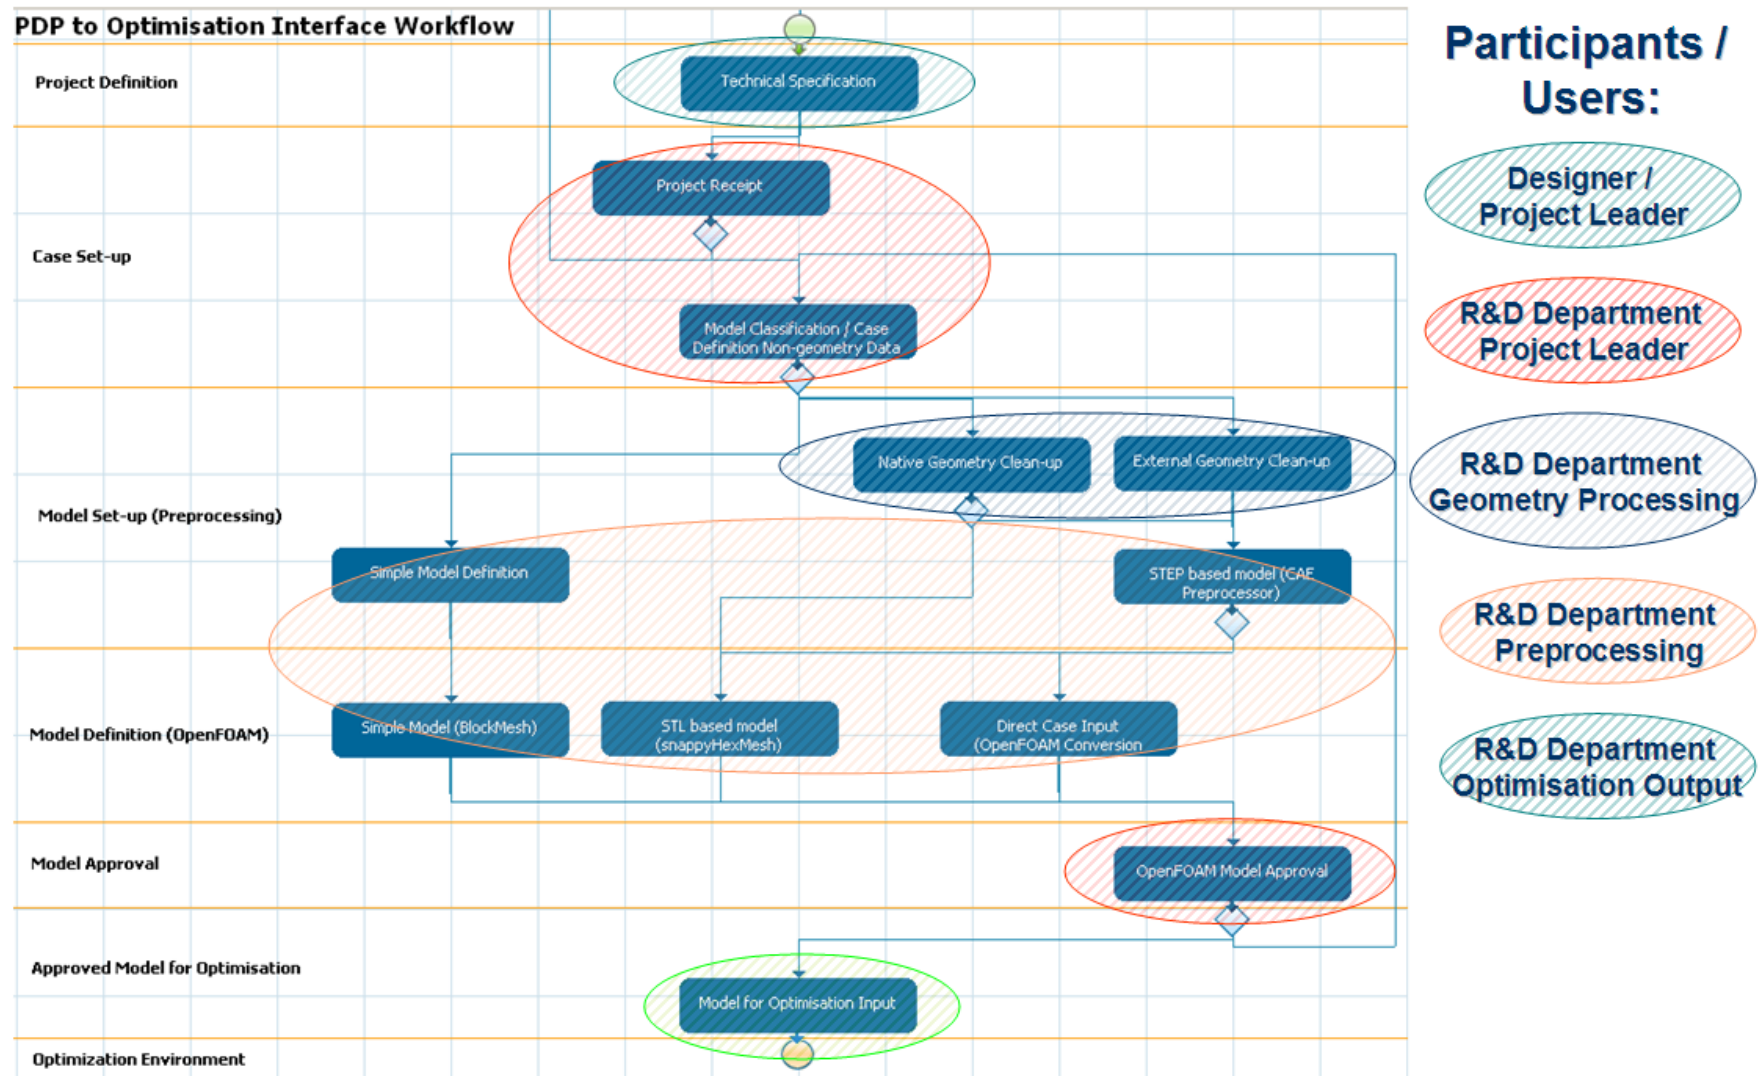 PDP to Optimisation Interface Workflow
Participants /
Users:
Project Definition
Technical Specification
Designer /
Project Leader
Project Receipt
Case Set-up
R&D Department
Project Leader
Model Classification / Case
Definition Non-geometry Data
Native Geometry Clean-up
External Geometry Clean-up
R&D Department
Geometry Processing
Model Set-up (Preprocessing)
Simple Model Definition
STEP based model (CAE
Preprocessor)
R&D Department
Preprocessing
Model Definition (OpenFOAM)
Simple Model (BlockMesh)
STL based model
(snappyHexMesh)
Direct Case Input
(OpenFOAM Conversion
R&D Department
Optimisation Output
Model Approval
OpenFOAM Model Approval
Approved Model for Optimisation
Model for Optimisation Input
Optimization Environment